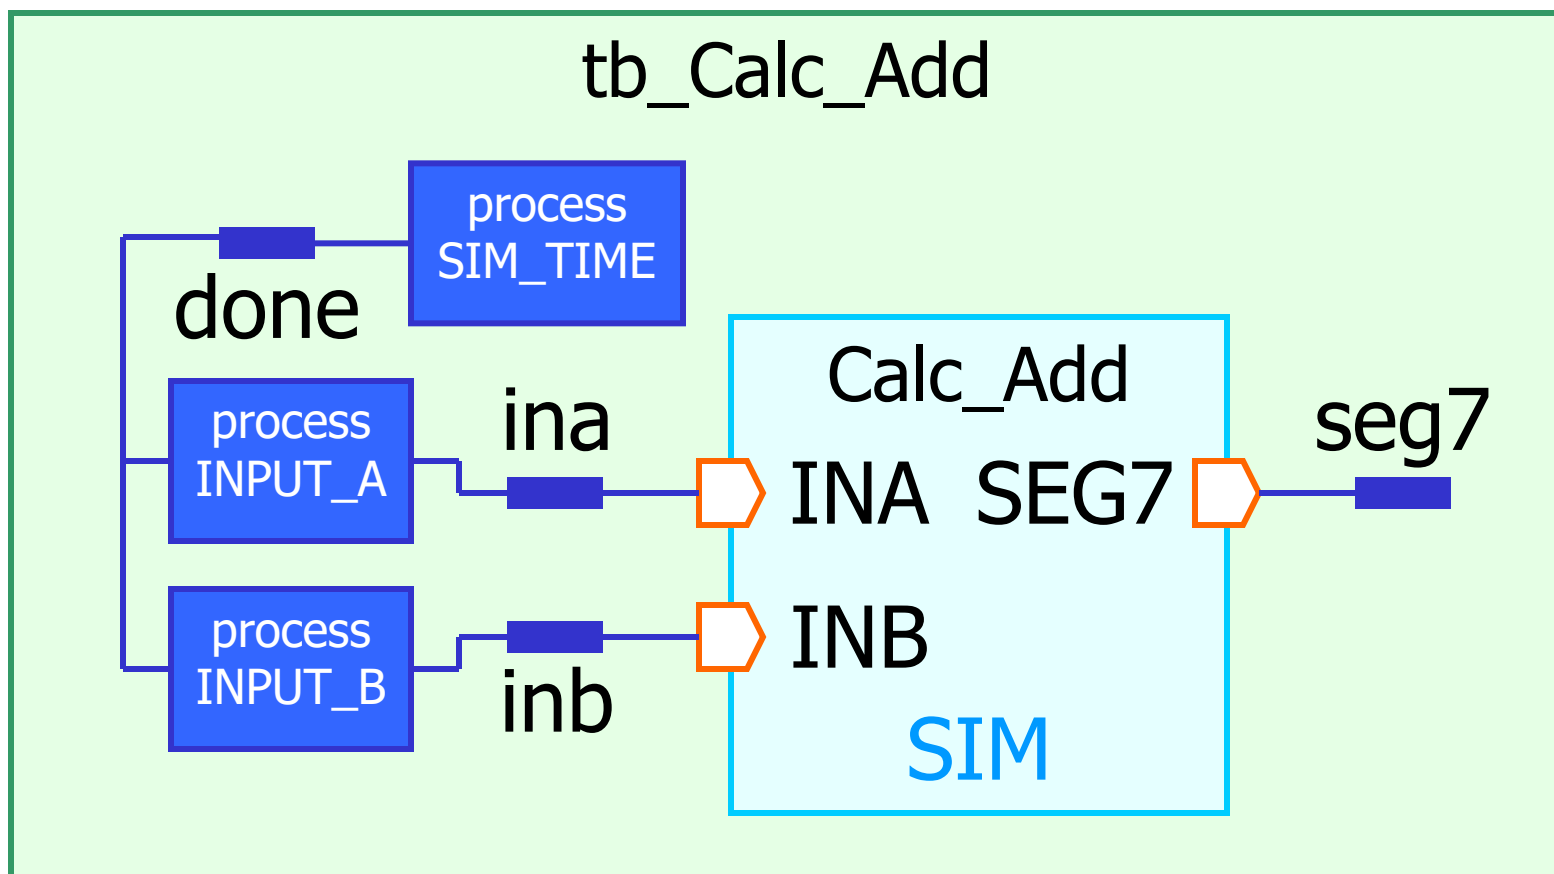 tb_Calc_Add
process
SIM_TIME
done
process
INPUT_A
ina
Calc_Add
INA SEG7
seg7
process
INPUT_B
inb
INB
SIM